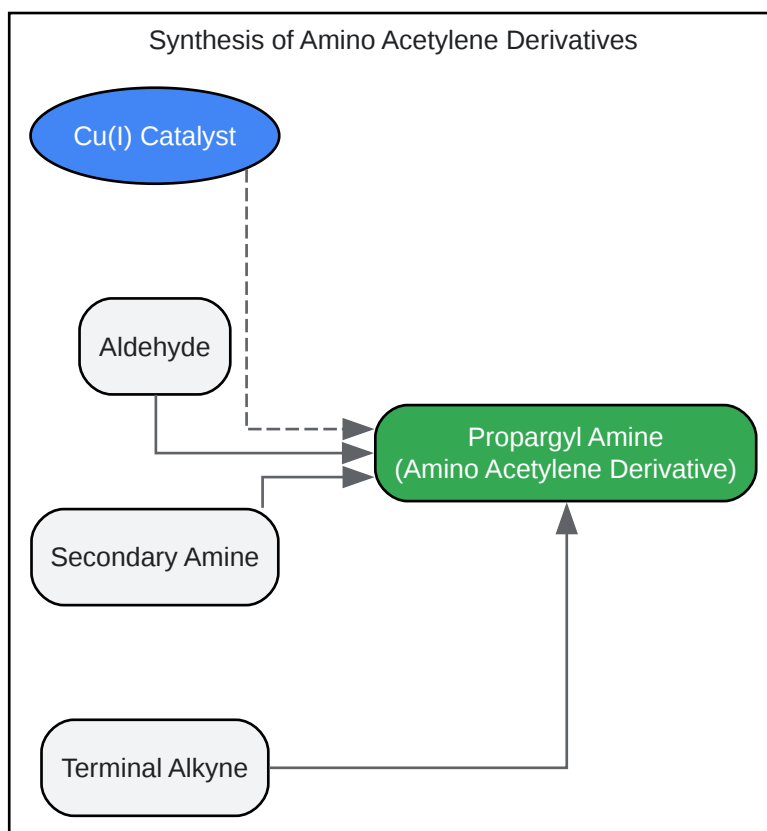 Synthesis of Amino Acetylene Derivatives
Cu(I) Catalyst
Aldehyde
Propargyl Amine
(Amino Acetylene Derivative)
Secondary Amine
Terminal Alkyne